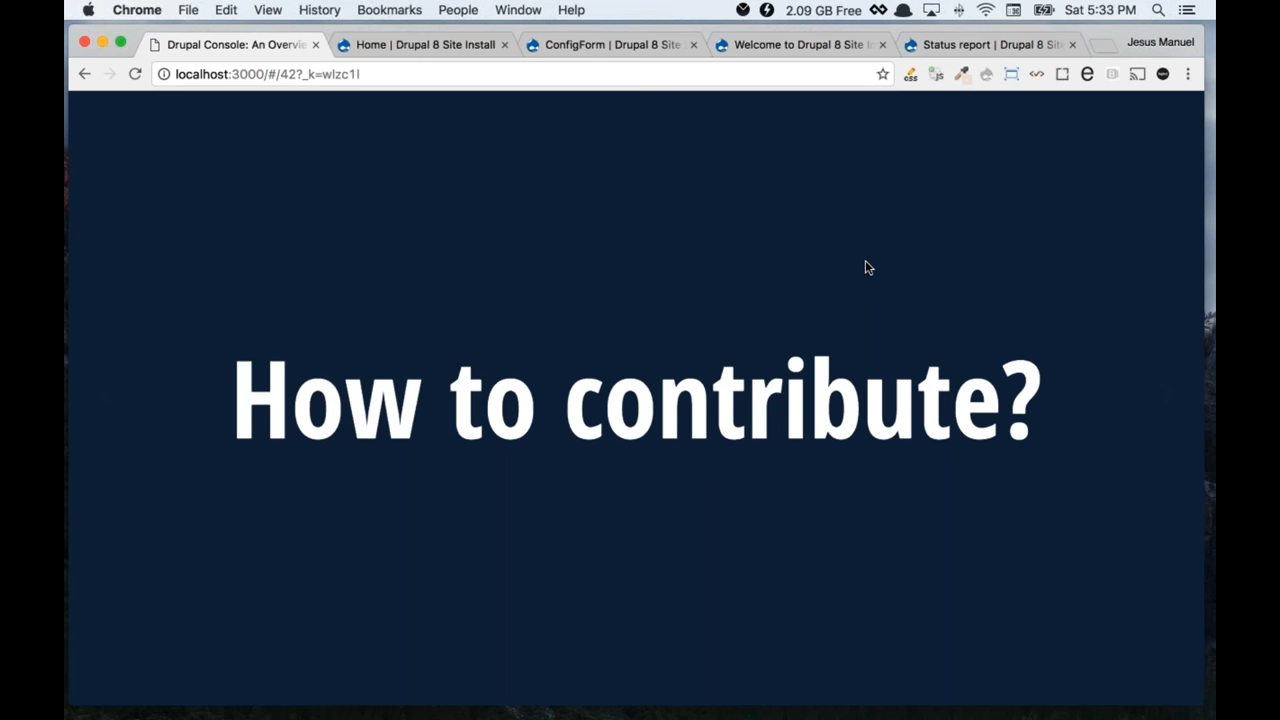 Chrome File Edit View History Bookmarks People Window Help 2.09 GB Free Sat 5:33 PM
Drupal Console: An Overvie Home | Drupal 8 Site Install ConfigForm | Drupal 8 Site Welcome to Drupal 8 Site I Status report | Drupal 8 Site Jesus Manuel
localhost:3000/#/42?_k=wlzc1l
How to contribute?